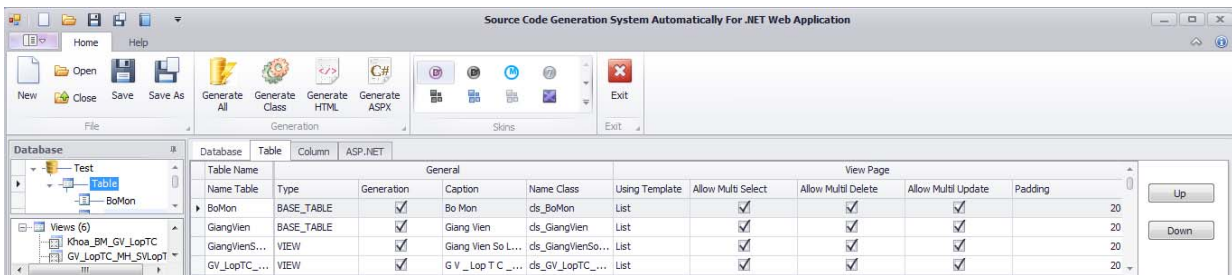 Source Code Generation System Automatically For .NET Web Application
Home Help
New Open Close Save Save As Generate All Generate Class Generate HTML Generate ASPX Exit
File Generation Skins Exit
Database
Test
Table
BoMon
Views (6)
Khoa_BM_GV_LopTC
GV_LopTC_MH_SVLopT
Database Table Column ASP.NET
Table Name General View Page
Name Table Type Generation Caption Name Class Using Template Allow Multi Select Allow Multil Delete Allow Multil Update Padding
BoMon BASE_TABLE Bo Mon cls_BoMon List 20
GiangVien BASE_TABLE Giang Vien cls_GiangVien List 20
GiangVienS... VIEW Giang Vien So L... cls_GiangVienSo... List 20
GV_LopTC_... VIEW G V _ Lop T C _... cls_GV_LopTC_... List 20
Up
Down